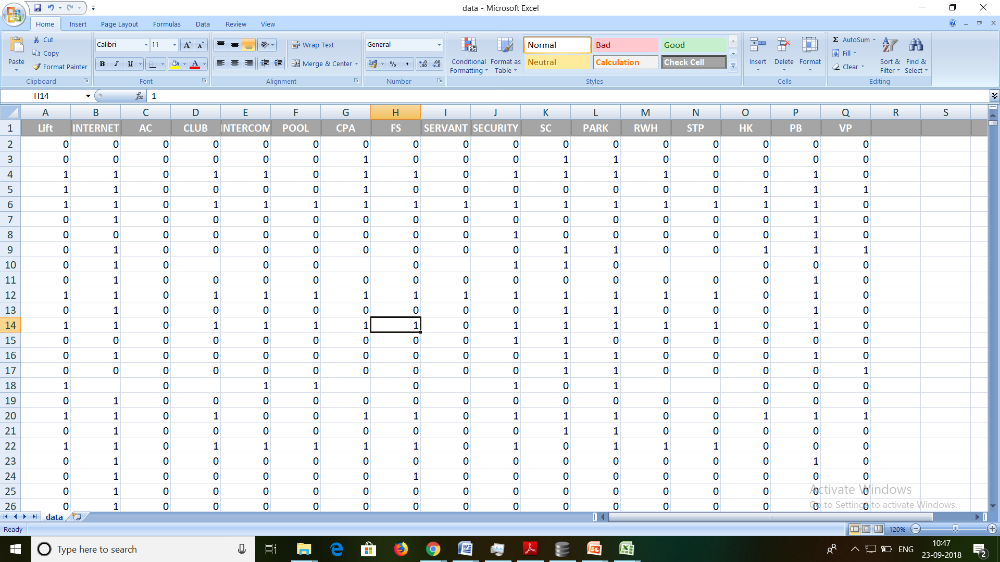 data - Microsoft Excel
Home Insert Page Layout Formulas Data Review View
Paste Cut Copy Format Painter Clipboard
Calibri 11 A A B I U A Font
Wrap Text Merge & Center Alignment
General % , Number
Conditional Formatting Format as Table Normal Bad Good Neutral Calculation Check Cell Styles
Insert Delete Format Cells
Σ AutoSum Fill Clear Sort & Filter Find & Select Editing
H14 fx 1
A B C D E F G H I J K L M N O P Q R S
1 Lift INTERNET AC CLUB INTERCOM POOL CPA FS SERVANT SECURITY SC PARK RWH STP HK PB VP
2 0 0 0 0 0 0 0 0 0 0 0 0 0 0 0 0 0
3 0 0 0 0 0 0 1 0 0 0 1 1 0 0 0 0 0
4 1 1 0 1 1 0 1 1 0 1 1 1 1 0 0 1 0
5 1 1 0 0 0 0 1 0 0 0 0 0 0 0 1 1 1
6 1 1 0 1 1 1 1 1 1 1 1 1 1 1 1 1 0
7 0 1 0 0 0 0 0 0 0 0 0 0 0 0 0 1 0
8 0 0 0 0 0 0 0 0 0 1 0 0 0 0 0 1 0
9 0 1 0 0 0 0 0 0 0 0 1 1 0 0 1 1 1
10 0 1 0 0 0 0 1 1 0 0 0 0
11 0 1 0 0 0 0 0 0 0 0 0 0 0 0 0 1 0
12 1 1 0 1 1 1 1 1 1 1 1 1 1 1 0 1 0
13 0 1 0 0 0 0 0 0 0 0 1 1 0 0 0 1 0
14 1 1 0 1 1 1 1 1 0 1 1 1 1 1 0 1 0
15 0 0 0 0 0 0 0 0 0 1 1 0 0 0 0 0 0
16 0 1 0 0 0 0 0 0 0 0 1 1 0 0 0 1 0
17 0 0 0 0 0 0 0 0 0 0 1 1 0 0 0 0 1
18 1 0 1 1 0 1 0 1 0 0 0
19 0 1 0 0 0 0 0 0 0 0 0 0 0 0 0 0 0
20 1 1 0 1 0 0 1 1 0 1 1 1 0 0 1 1 1
21 0 1 0 0 0 0 0 0 0 0 1 1 0 0 0 0 0
22 1 1 0 1 1 1 1 1 0 1 0 1 1 1 0 0 0
23 0 1 0 0 0 0 0 0 0 0 0 0 0 0 0 1 0
24 0 1 0 0 0 0 0 1 0 0 0 0 0 0 0 0 0
25 0 1 0 0 0 0 0 0 0 0 0 0 0 0 0 0 0
26 0 1 0 0 0 0 0 0 0 0 0 0 0 0 0 0 0
Activate Windows
Go to Settings to activate Windows.
data
Ready 120%
Type here to search ENG 10:47
23-09-2018 2